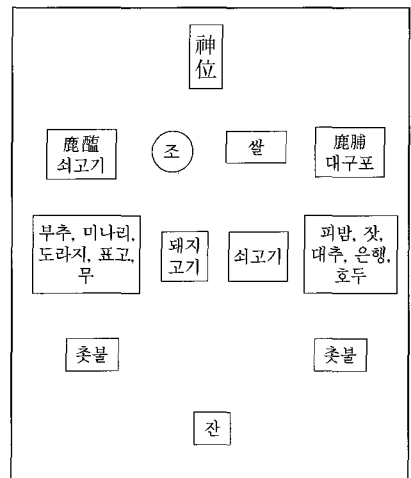 神
位
鹿醢
쇠고기
조
쌀
鹿脯
대구포
부추, 미나리,
도라지, 표고,
무
돼지
고기
쇠고기
피밤, 잣,
대추, 은행,
호두
촛불
촛불
잔